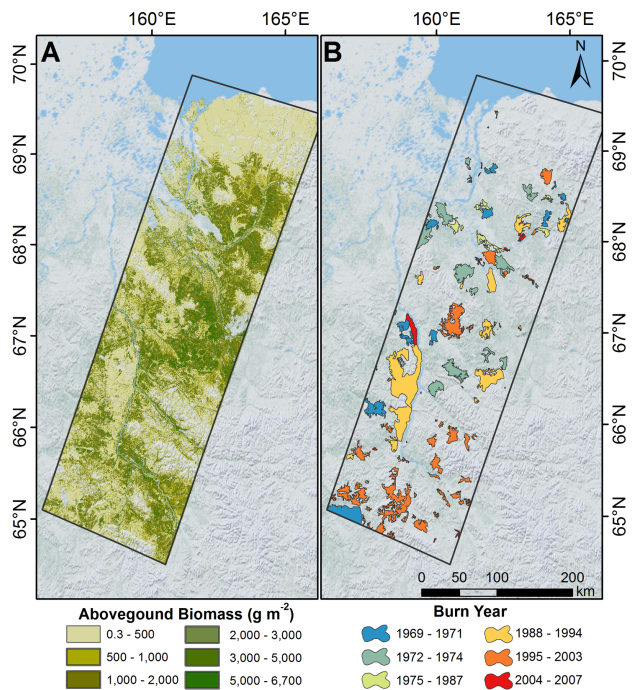 160°E 165°E 160°E 165°E
A B N
70°N 70°N
69°N 69°N
68°N 68°N
67°N 67°N
66°N 66°N
65°N 65°N
0 50 100 200
km
Abovegound Biomass (g m-2) Burn Year
0.3 - 500 2,000 - 3,000 1969 - 1971 1988 - 1994
500 - 1,000 3,000 - 5,000 1972 - 1974 1995 - 2003
1,000 - 2,000 5,000 - 6,700 1975 - 1987 2004 - 2007